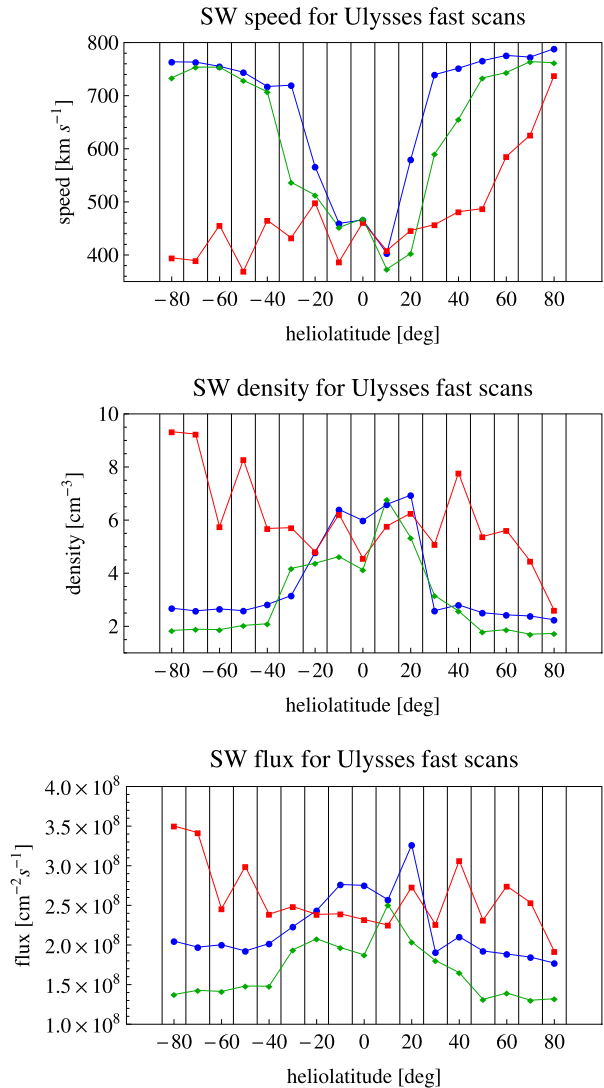 SW speed for Ulysses fast scans
800
700
600
500
400
speed [km s⁻¹]
−80 −60 −40 −20 0 20 40 60 80
heliolatitude [deg]
SW density for Ulysses fast scans
10
8
6
4
2
density [cm⁻³]
−80 −60 −40 −20 0 20 40 60 80
heliolatitude [deg]
SW flux for Ulysses fast scans
4.0 × 10⁸
3.5 × 10⁸
3.0 × 10⁸
2.5 × 10⁸
2.0 × 10⁸
1.5 × 10⁸
1.0 × 10⁸
flux [cm⁻² s⁻¹]
−80 −60 −40 −20 0 20 40 60 80
heliolatitude [deg]